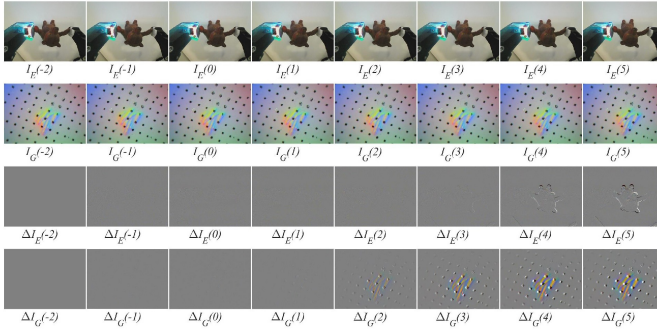 I_E(-2) I_E(-1) I_E(0) I_E(1) I_E(2) I_E(3) I_E(4) I_E(5)
I_G(-2) I_G(-1) I_G(0) I_G(1) I_G(2) I_G(3) I_G(4) I_G(5)
ΔI_E(-2) ΔI_E(-1) ΔI_E(0) ΔI_E(1) ΔI_E(2) ΔI_E(3) ΔI_E(4) ΔI_E(5)
ΔI_G(-2) ΔI_G(-1) ΔI_G(0) ΔI_G(1) ΔI_G(2) ΔI_G(3) ΔI_G(4) ΔI_G(5)